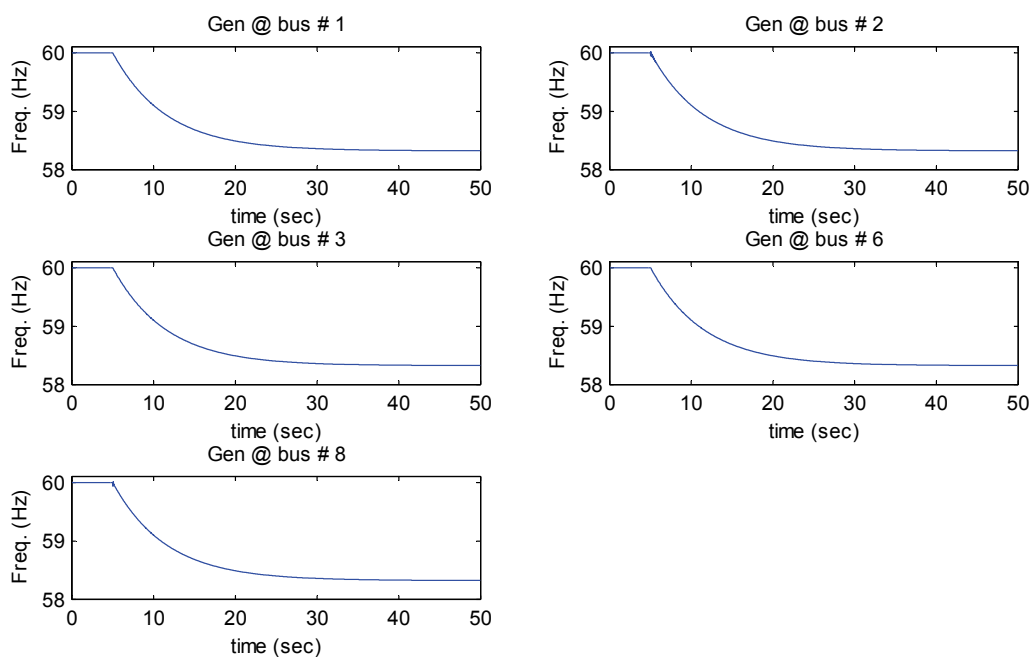 Gen @ bus # 1
60
59
58
Freq. (Hz)
0 10 20 30 40 50
time (sec)
Gen @ bus # 2
60
59
58
Freq. (Hz)
0 10 20 30 40 50
time (sec)
Gen @ bus # 3
60
59
58
Freq. (Hz)
0 10 20 30 40 50
time (sec)
Gen @ bus # 6
60
59
58
Freq. (Hz)
0 10 20 30 40 50
time (sec)
Gen @ bus # 8
60
59
58
Freq. (Hz)
0 10 20 30 40 50
time (sec)